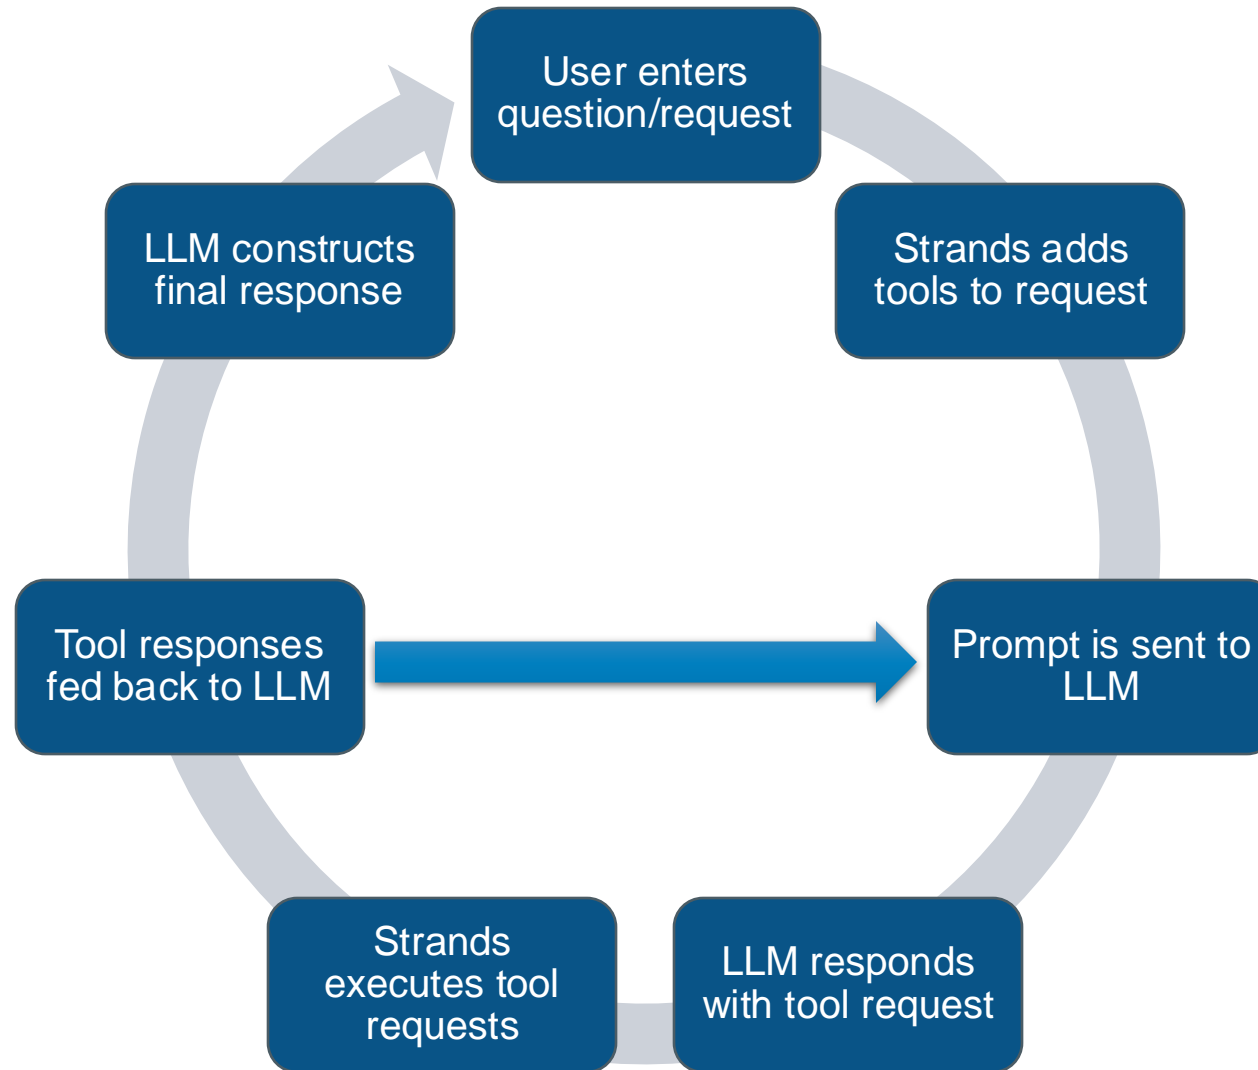 User enters
question/request
Strands adds
tools to request
Prompt is sent to
LLM
LLM responds
with tool request
Strands
executes tool
requests
Tool responses
fed back to LLM
LLM constructs
final response